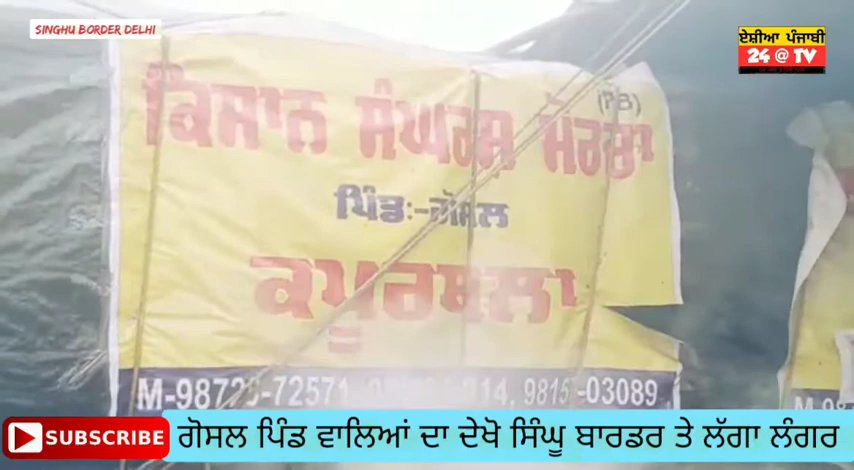 SINGHU BORDER DELHI
ਏਸ਼ੀਆ ਪੰਜਾਬੀ
24 @ TV
ਕਿਸਾਨ ਸੰਘਰਸ਼ ਮੋਰਚਾ (PB)
ਪਿੰਡ:-ਗੋਸਲ
ਕਪੂਰਥਲਾ
M-98728-72571, 9815 -03089
SUBSCRIBE
ਗੋਸਲ ਪਿੰਡ ਵਾਲਿਆਂ ਦਾ ਦੇਖੋ ਸਿੰਘੂ ਬਾਰਡਰ ਤੇ ਲੱਗਾ ਲੰਗਰ